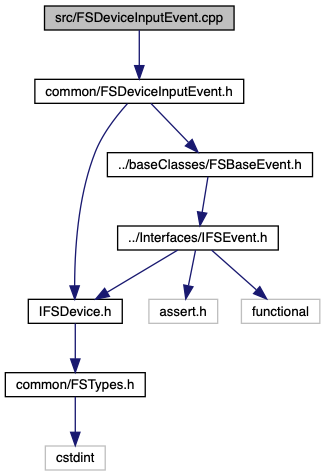 src/FSDeviceInputEvent.cpp
common/FSDeviceInputEvent.h
../baseClasses/FSBaseEvent.h
../Interfaces/IFSEvent.h
IFSDevice.h
assert.h
functional
common/FSTypes.h
cstdint